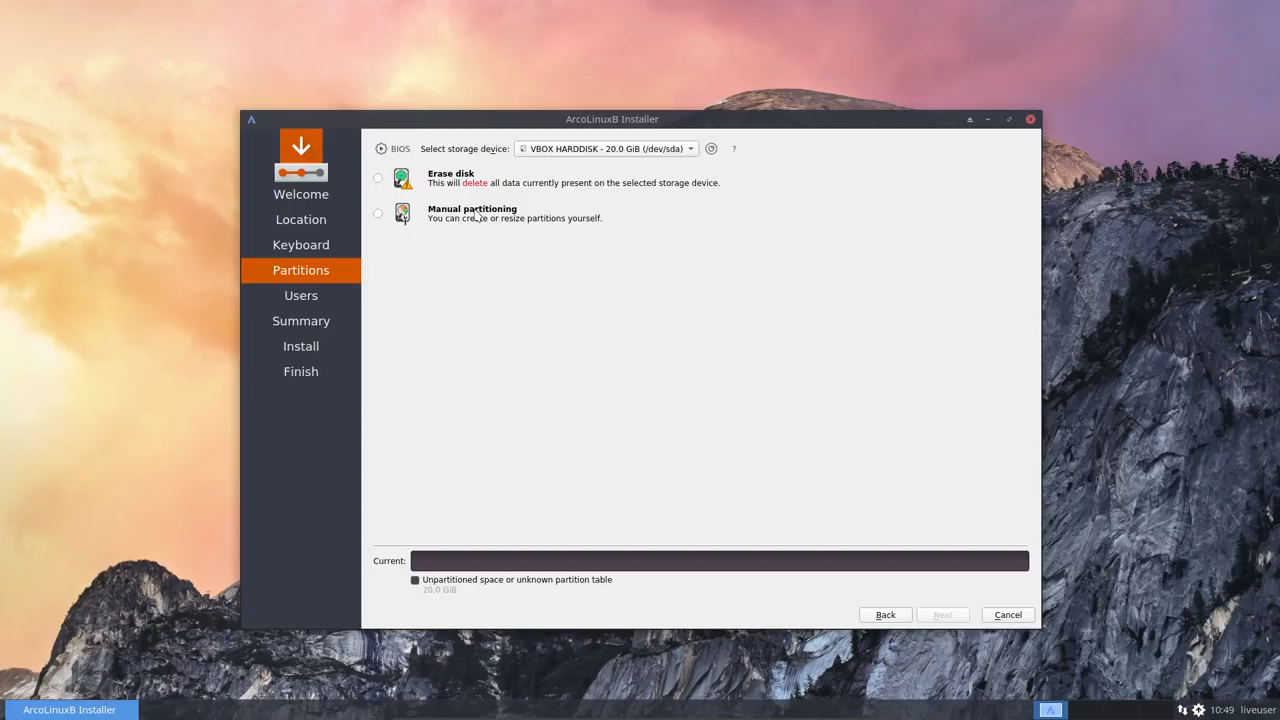 ArcoLinuxB Installer
BIOS Select storage device: VBOX HARDDISK - 20.0 GiB (/dev/sda) ?
Erase disk
This will delete all data currently present on the selected storage device.
Manual partitioning
You can create or resize partitions yourself.
Welcome
Location
Keyboard
Partitions
Users
Summary
Install
Finish
Current:
Unpartitioned space or unknown partition table
20.0 GiB
Back Next Cancel
ArcoLinuxB Installer 10:49 liveuser